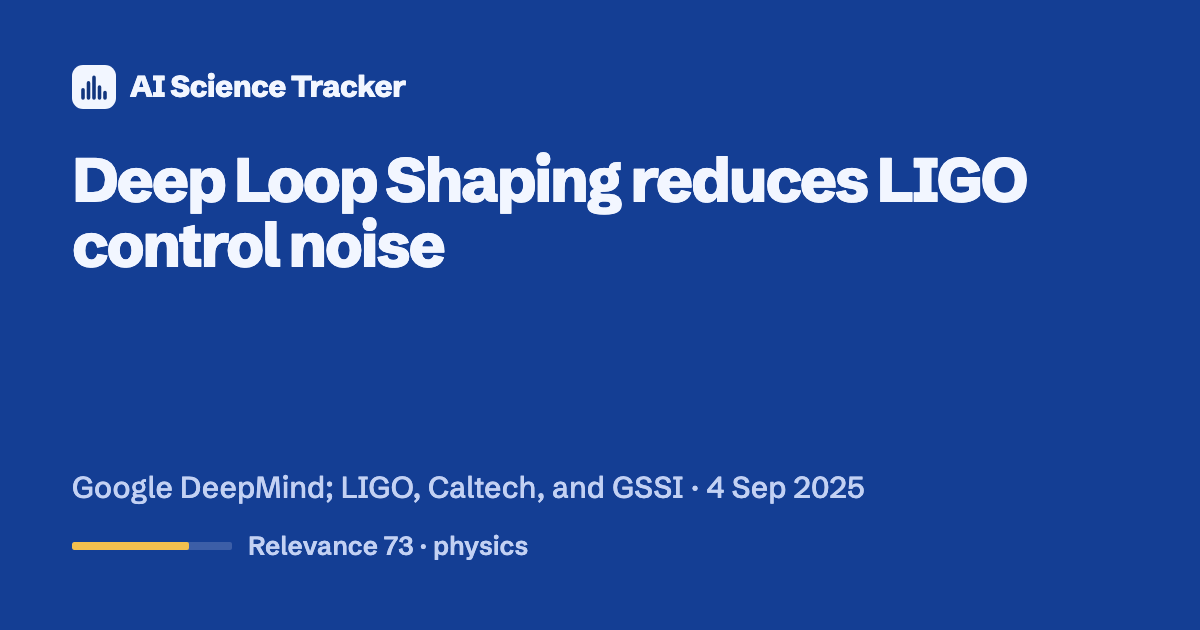 AI Science Tracker
Deep Loop Shaping reduces LIGO
control noise
Google DeepMind; LIGO, Caltech, and GSSI · 4 Sep 2025
Relevance 73 · physics